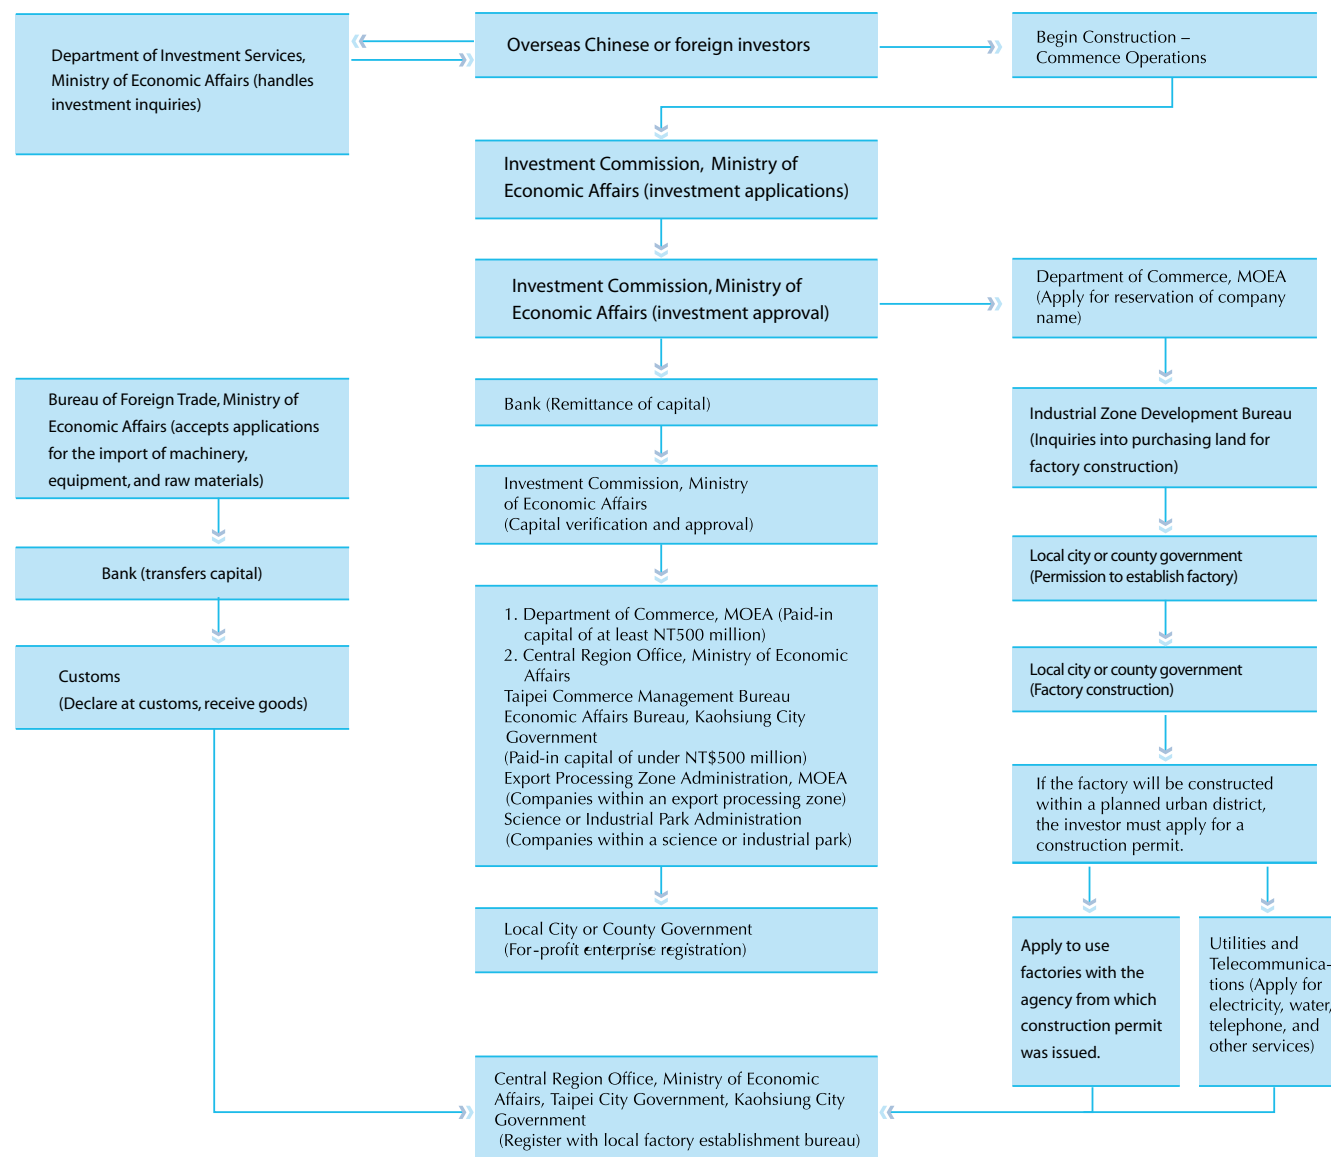 Department of Investment Services,
Ministry of Economic Affairs (handles
investment inquiries)
Overseas Chinese or foreign investors
Begin Construction –
Commence Operations
Investment Commission, Ministry of
Economic Affairs (investment applications)
Investment Commission, Ministry of
Economic Affairs (investment approval)
Department of Commerce, MOEA
(Apply for reservation of company
name)
Bureau of Foreign Trade, Ministry of
Economic Affairs (accepts applications
for the import of machinery,
equipment, and raw materials)
Bank (Remittance of capital)
Industrial Zone Development Bureau
(Inquiries into purchasing land for
factory construction)
Investment Commission, Ministry
of Economic Affairs
(Capital verification and approval)
Bank (transfers capital)
Local city or county government
(Permission to establish factory)
Customs
(Declare at customs, receive goods)
1. Department of Commerce, MOEA (Paid-in
capital of at least NT500 million)
2. Central Region Office, Ministry of Economic
Affairs
Taipei Commerce Management Bureau
Economic Affairs Bureau, Kaohsiung City
Government
(Paid-in capital of under NT$500 million)
Export Processing Zone Administration, MOEA
(Companies within an export processing zone)
Science or Industrial Park Administration
(Companies within a science or industrial park)
Local city or county government
(Factory construction)
If the factory will be constructed
within a planned urban district,
the investor must apply for a
construction permit.
Local City or County Government
(For-profit enterprise registration)
Apply to use
factories with the
agency from which
construction permit
was issued.
Utilities and
Telecommunica-
tions (Apply for
electricity, water,
telephone, and
other services)
Central Region Office, Ministry of Economic
Affairs, Taipei City Government, Kaohsiung City
Government
(Register with local factory establishment bureau)